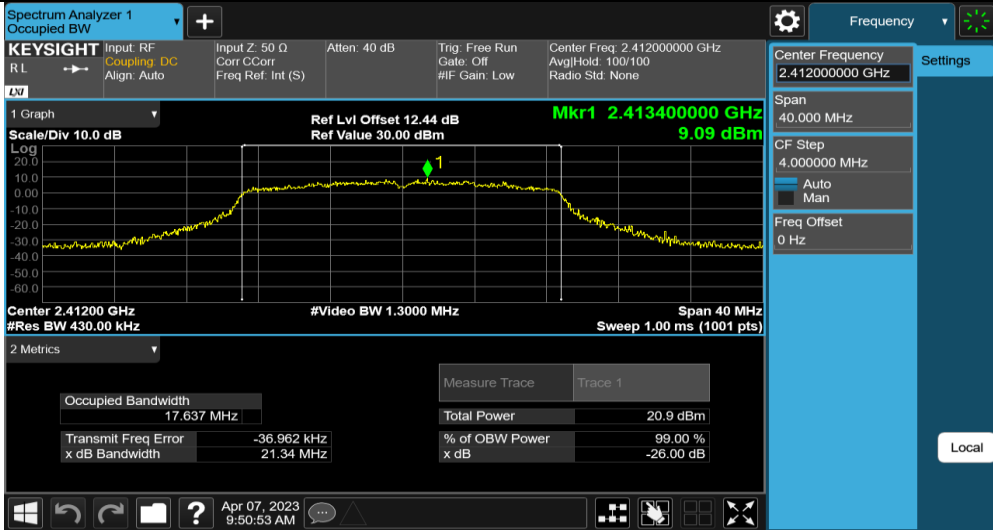 Spectrum Analyzer 1
Occupied BW
Frequency
KEYSIGHT
RL
LXI
Input: RF
Coupling: DC
Align: Auto
Input Z: 50 Ω
Corr CCorr
Freq Ref: Int (S)
Atten: 40 dB
Trig: Free Run
Gate: Off
#IF Gain: Low
Center Freq: 2.412000000 GHz
Avg|Hold: 100/100
Radio Std: None
1 Graph
Scale/Div 10.0 dB
Ref Lvl Offset 12.44 dB
Ref Value 30.00 dBm
Mkr1 2.413400000 GHz
9.09 dBm
Log
20.0
10.0
0.00
-10.0
-20.0
-30.0
-40.0
-50.0
-60.0
1
Center 2.41200 GHz
#Res BW 430.00 kHz
#Video BW 1.3000 MHz
Span 40 MHz
Sweep 1.00 ms (1001 pts)
2 Metrics
Measure Trace Trace 1
Occupied Bandwidth
17.637 MHz
Total Power 20.9 dBm
Transmit Freq Error -36.962 kHz
% of OBW Power 99.00 %
x dB Bandwidth 21.34 MHz
x dB -26.00 dB
Center Frequency
2.412000000 GHz
Span
40.000 MHz
CF Step
4.000000 MHz
Auto
Man
Freq Offset
0 Hz
Settings
Local
?
Apr 07, 2023
9:50:53 AM